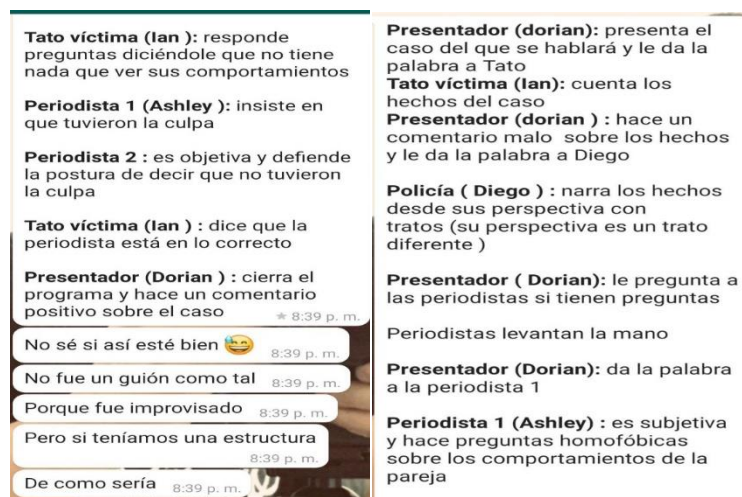 Tato víctima (Ian ): responde
preguntas diciéndole que no tiene
nada que ver sus comportamientos
Periodista 1 (Ashley ): insiste en
que tuvieron la culpa
Periodista 2 : es objetiva y defiende
la postura de decir que no tuvieron
la culpa
Tato víctima (Ian ) : dice que la
periodista está en lo correcto
Presentador (Dorian ) : cierra el
programa y hace un comentario
positivo sobre el caso
8:39 p. m.
No sé si así esté bien
8:39 p. m.
No fue un guión como tal
8:39 p. m.
Porque fue improvisado
8:39 p. m.
Pero si teníamos una estructura
8:39 p. m.
De como sería
8:39 p. m.
Presentador (dorian): presenta el
caso del que se hablará y le da la
palabra a Tato
Tato víctima (Ian): cuenta los
hechos del caso
Presentador (dorian ) : hace un
comentario malo sobre los hechos
y le da la palabra a Diego
Policía ( Diego ) : narra los hechos
desde sus perspectiva con
tratos (su perspectiva es un trato
diferente )
Presentador ( Dorian): le pregunta a
las periodistas si tienen preguntas
Periodistas levantan la mano
Presentador (Dorian): da la palabra
a la periodista 1
Periodista 1 (Ashley) : es subjetiva
y hace preguntas homofóbicas
sobre los comportamientos de la
pareja